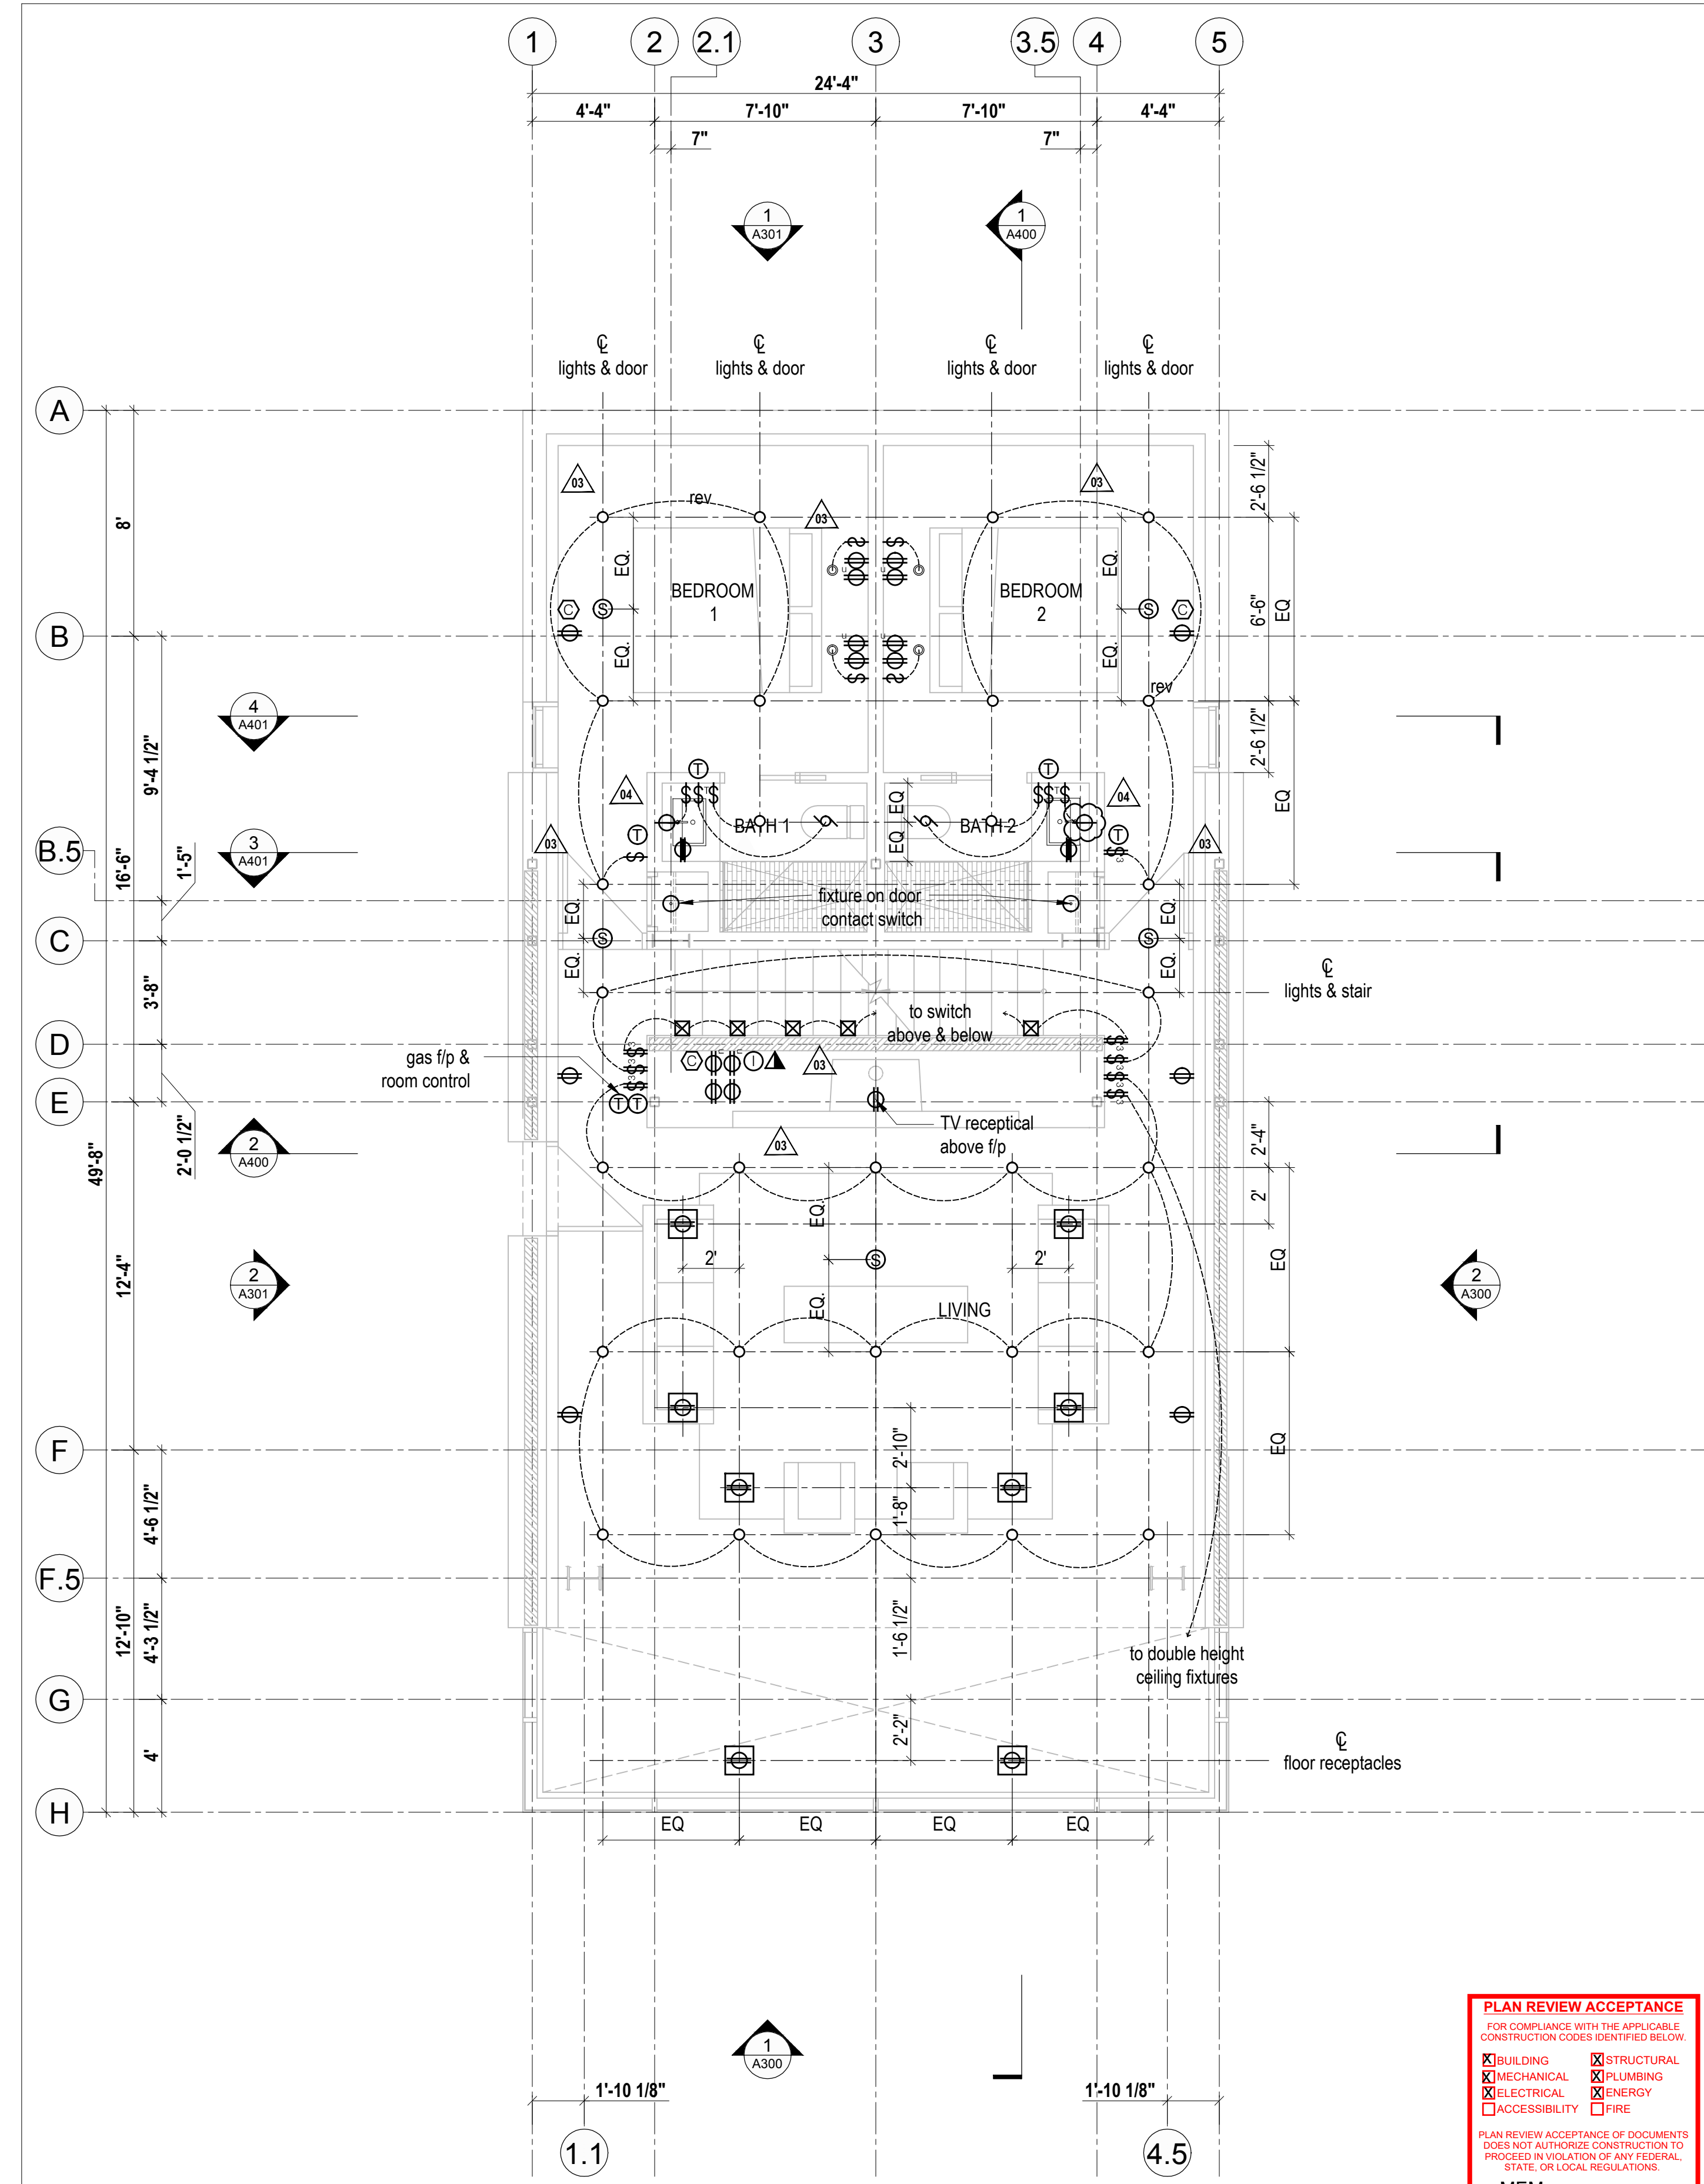 1
2
2.1
3
3.5
4
5
24'-4"
4'-4"
7'-10"
7'-10"
4'-4"
7"
7"
1
A301
1
A400
℄
lights & door
℄
lights & door
℄
lights & door
℄
lights & door
A
2'-6 1/2"
03
03
03
rev
8'
EQ.
EQ.
S
S
u
u
BEDROOM
1
BEDROOM
2
6'-6"
EQ
C
S
S
C
B
EQ.
EQ.
u
u
S
S
rev
4
A401
9'-4 1/2"
2'-6 1/2"
T
T
04
$$T$
$$T$
04
EQ
EQ
EQ
BATH 1
BATH 2
T
T
03
$
$3
03
B.5
3
A401
16'-6"
1'-5"
fixture on door
contact switch
EQ.
EQ.
C
S
S
EQ.
EQ.
℄
lights & stair
3'-8"
to switch
above & below
D
gas f/p &
room control
$3
$3
$3
C
u
u
I
03
$3
$3
$3
$3
E
T
T
TV receptical
above f/p
2'-4"
2
A400
2'-0 1/2"
49'-8"
03
2'
EQ.
2'
S
2'
EQ
12'-4"
2
A301
2
A300
EQ.
LIVING
F
2'-10"
EQ
4'-6 1/2"
1'-8"
F.5
12'-10"
4'-3 1/2"
1'-6 1/2"
to double height
ceiling fixtures
G
2'-2"
4'
℄
floor receptacles
H
EQ
EQ
EQ
EQ
1
A300
1'-10 1/8"
1'-10 1/8"
1.1
4.5
PLAN REVIEW ACCEPTANCE
FOR COMPLIANCE WITH THE APPLICABLE
CONSTRUCTION CODES IDENTIFIED BELOW.
X BUILDING
X STRUCTURAL
X MECHANICAL
X PLUMBING
X ELECTRICAL
X ENERGY
ACCESSIBILITY
FIRE
PLAN REVIEW ACCEPTANCE OF DOCUMENTS
DOES NOT AUTHORIZE CONSTRUCTION TO
PROCEED IN VIOLATION OF ANY FEDERAL,
STATE, OR LOCAL REGULATIONS.